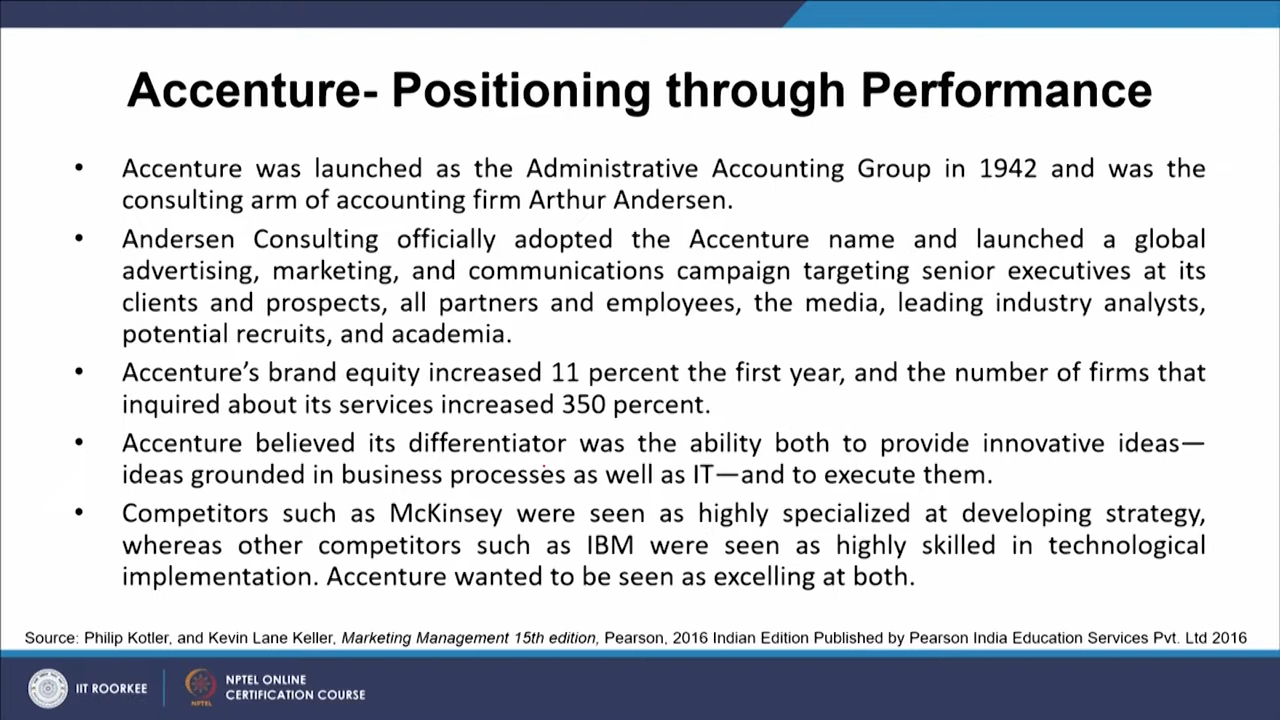 Accenture- Positioning through Performance
• Accenture was launched as the Administrative Accounting Group in 1942 and was the
consulting arm of accounting firm Arthur Andersen.
• Andersen Consulting officially adopted the Accenture name and launched a global
advertising, marketing, and communications campaign targeting senior executives at its
clients and prospects, all partners and employees, the media, leading industry analysts,
potential recruits, and academia.
• Accenture’s brand equity increased 11 percent the first year, and the number of firms that
inquired about its services increased 350 percent.
• Accenture believed its differentiator was the ability both to provide innovative ideas—
ideas grounded in business processes as well as IT—and to execute them.
• Competitors such as McKinsey were seen as highly specialized at developing strategy,
whereas other competitors such as IBM were seen as highly skilled in technological
implementation. Accenture wanted to be seen as excelling at both.
Source: Philip Kotler, and Kevin Lane Keller, Marketing Management 15th edition, Pearson, 2016 Indian Edition Published by Pearson India Education Services Pvt. Ltd 2016
IIT ROORKEE
NPTEL
NPTEL ONLINE
CERTIFICATION COURSE